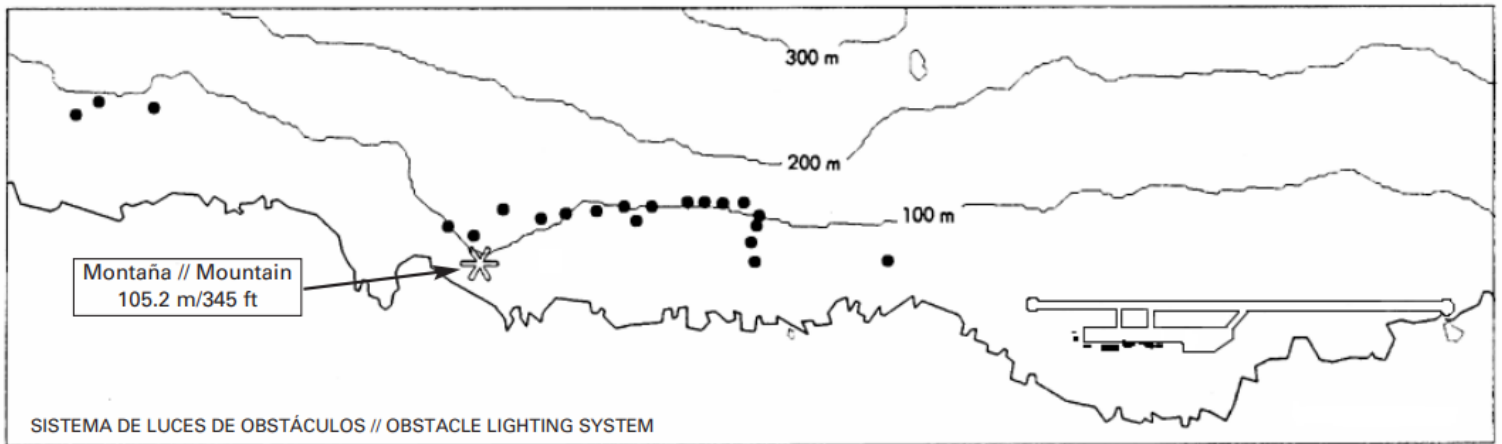 300 m
200 m
100 m
Montaña // Mountain
105.2 m/345 ft
SISTEMA DE LUCES DE OBSTÁCULOS // OBSTACLE LIGHTING SYSTEM